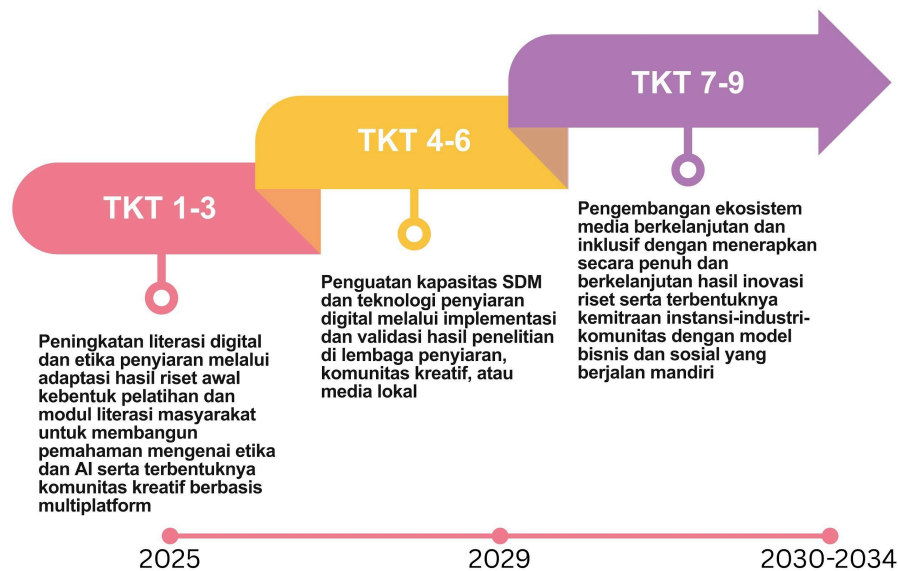 TKT 1-3
Peningkatan literasi digital
dan etika penyiaran melalui
adaptasi hasil riset awal
kebentuk pelatihan dan
modul literasi masyarakat
untuk membangun
pemahaman mengenai etika
dan AI serta terbentuknya
komunitas kreatif berbasis
multiplatform
TKT 4-6
Penguatan kapasitas SDM
dan teknologi penyiaran
digital melalui implementasi
dan validasi hasil penelitian
di lembaga penyiaran,
komunitas kreatif, atau
media lokal
TKT 7-9
Pengembangan ekosistem
media berkelanjutan dan
inklusif dengan menerapkan
secara penuh dan
berkelanjutan hasil inovasi
riset serta terbentuknya
kemitraan instansi-industri-
komunitas dengan model
bisnis dan sosial yang
berjalan mandiri
2025
2029
2030-2034